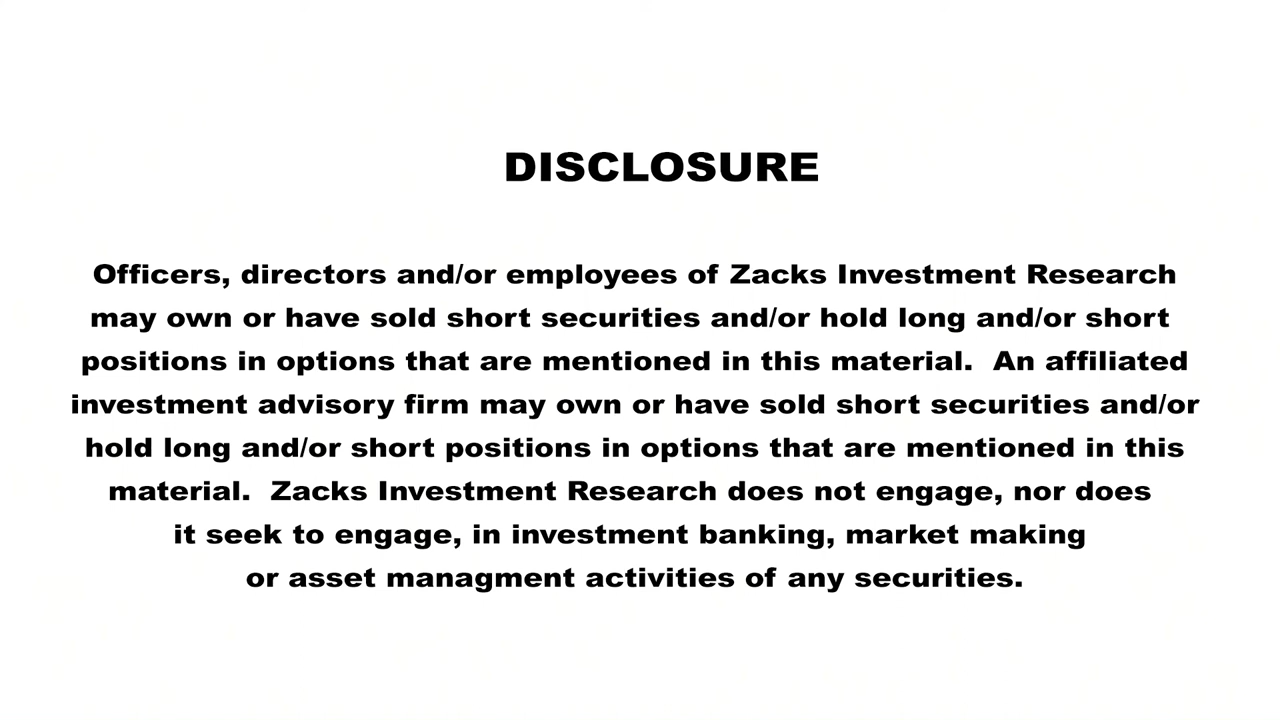 DISCLOSURE
Officers, directors and/or employees of Zacks Investment Research
may own or have sold short securities and/or hold long and/or short
positions in options that are mentioned in this material.  An affiliated
investment advisory firm may own or have sold short securities and/or
hold long and/or short positions in options that are mentioned in this
material.  Zacks Investment Research does not engage, nor does
it seek to engage, in investment banking, market making
or asset managment activities of any securities.